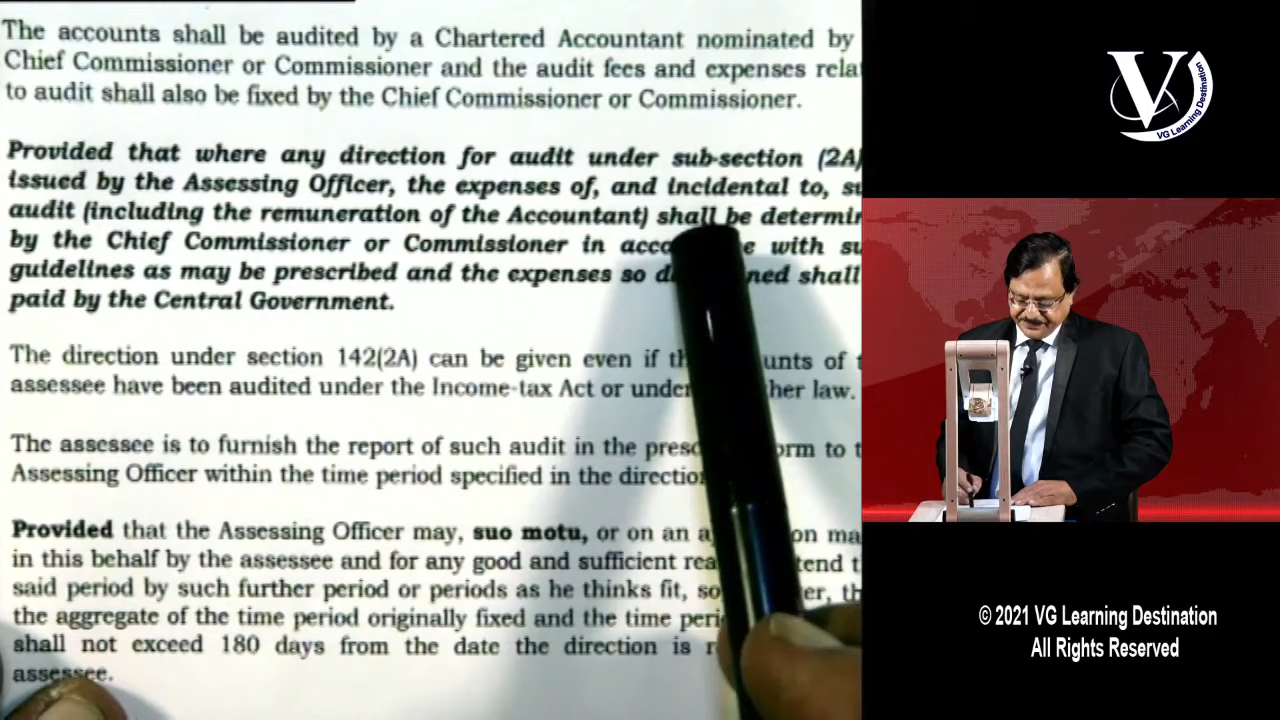 The accounts shall be audited by a Chartered Accountant nominated by
Chief Commissioner or Commissioner and the audit fees and expenses
to audit shall also be fixed by the Chief Commissioner or Commissioner.
Provided that where any direction for audit under sub-section (2A)
issued by the Assessing Officer, the expenses of, and incidental to,
audit (including the remuneration of the Accountant) shall be
by the Chief Commissioner or Commissioner in with
guidelines as may be prescribed and the expenses so shall
paid by the Central Government.
The direction under section 142(2A) can be given even if of
assessee have been audited under the Income-tax Act or under law.
The assessee is to furnish the report of such audit in the to
Assessing Officer within the time period specified in the
Provided that the Assessing Officer may, suo motu, or on an
in this behalf by the assessee and for any good and sufficient
said period by such further period or periods as he thinks fit,
the aggregate of the time period originally fixed and the time
shall not exceed 180 days from the date the direction is
assessee.
V
VG Learning Destination
© 2021 VG Learning Destination
All Rights Reserved